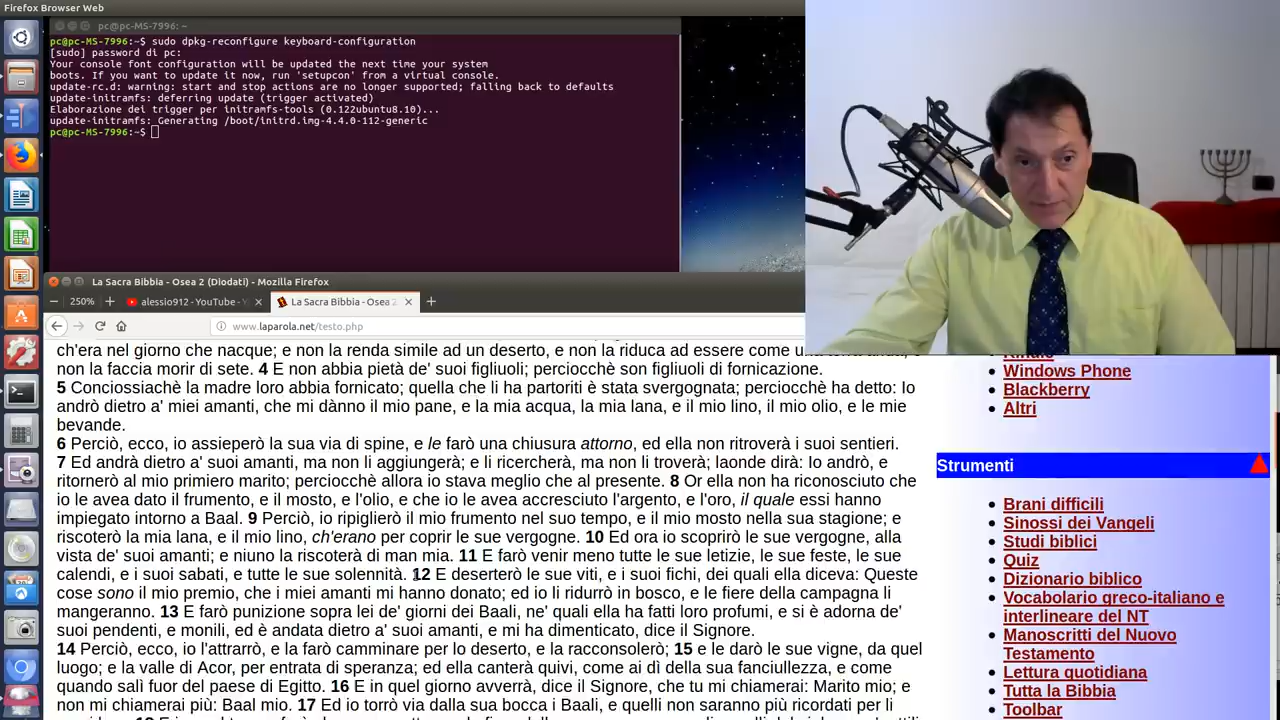 Firefox Browser Web
pc@pc-MS-7996: ~
pc@pc-MS-7996:~$ sudo dpkg-reconfigure keyboard-configuration
[sudo] password di pc:
Your console font configuration will be updated the next time your system
boots. If you want to update it now, run 'setupcon' from a virtual console.
update-rc.d: warning: start and stop actions are no longer supported; falling back to defaults
update-initramfs: deferring update (trigger activated)
Elaborazione dei trigger per initramfs-tools (0.122ubuntu8.10)...
update-initramfs: Generating /boot/initrd.img-4.4.0-112-generic
pc@pc-MS-7996:~$
La Sacra Bibbia - Osea 2 (Diodati) - Mozilla Firefox
250%
alessio912 - YouTube -
La Sacra Bibbia - Osea 2
www.laparola.net/testo.php
ch'era nel giorno che nacque; e non la renda simile ad un deserto, e non la riduca ad essere come
non la faccia morir di sete. 4 E non abbia pietà de' suoi figliuoli; perciocchè son figliuoli di fornicazione.
5 Conciossiachè la madre loro abbia fornicato; quella che li ha partoriti è stata svergognata; perciocchè ha detto: Io
andrò dietro a' miei amanti, che mi dànno il mio pane, e la mia acqua, la mia lana, e il mio lino, il mio olio, e le mie
bevande.
6 Perciò, ecco, io assieperò la sua via di spine, e le farò una chiusura attorno, ed ella non ritroverà i suoi sentieri.
7 Ed andrà dietro a' suoi amanti, ma non li aggiungerà; e li ricercherà, ma non li troverà; laonde dirà: Io andrò, e
ritornerò al mio primiero marito; perciocchè allora io stava meglio che al presente. 8 Or ella non ha riconosciuto che
io le avea dato il frumento, e il mosto, e l'olio, e che io le avea accresciuto l'argento, e l'oro, il quale essi hanno
impiegato intorno a Baal. 9 Perciò, io ripiglierò il mio frumento nel suo tempo, e il mio mosto nella sua stagione; e
riscoterò la mia lana, e il mio lino, ch'erano per coprir le sue vergogne. 10 Ed ora io scoprirò le sue vergogne, alla
vista de' suoi amanti; e niuno la riscoterà di man mia. 11 E farò venir meno tutte le sue letizie, le sue feste, le sue
calendi, e i suoi sabati, e tutte le sue solennità. 12 E deserterò le sue viti, e i suoi fichi, dei quali ella diceva: Queste
cose sono il mio premio, che i miei amanti mi hanno donato; ed io li ridurrò in bosco, e le fiere della campagna li
mangeranno. 13 E farò punizione sopra lei de' giorni dei Baali, ne' quali ella ha fatti loro profumi, e si è adorna de'
suoi pendenti, e monili, ed è andata dietro a' suoi amanti, e mi ha dimenticato, dice il Signore.
14 Perciò, ecco, io l'attrarrò, e la farò camminare per lo deserto, e la racconsolerò; 15 e le darò le sue vigne, da quel
luogo; e la valle di Acor, per entrata di speranza; ed ella canterà quivi, come ai dì della sua fanciullezza, e come
quando salì fuor del paese di Egitto. 16 E in quel giorno avverrà, dice il Signore, che tu mi chiamerai: Marito mio; e
non mi chiamerai più: Baal mio. 17 Ed io torrò via dalla sua bocca i Baali, e quelli non saranno più ricordati per li
Windows Phone
Blackberry
Altri
Strumenti
Brani difficili
Sinossi dei Vangeli
Studi biblici
Quiz
Dizionario biblico
Vocabolario greco-italiano e
interlineare del NT
Manoscritti del Nuovo
Testamento
Lettura quotidiana
Tutta la Bibbia
Toolbar